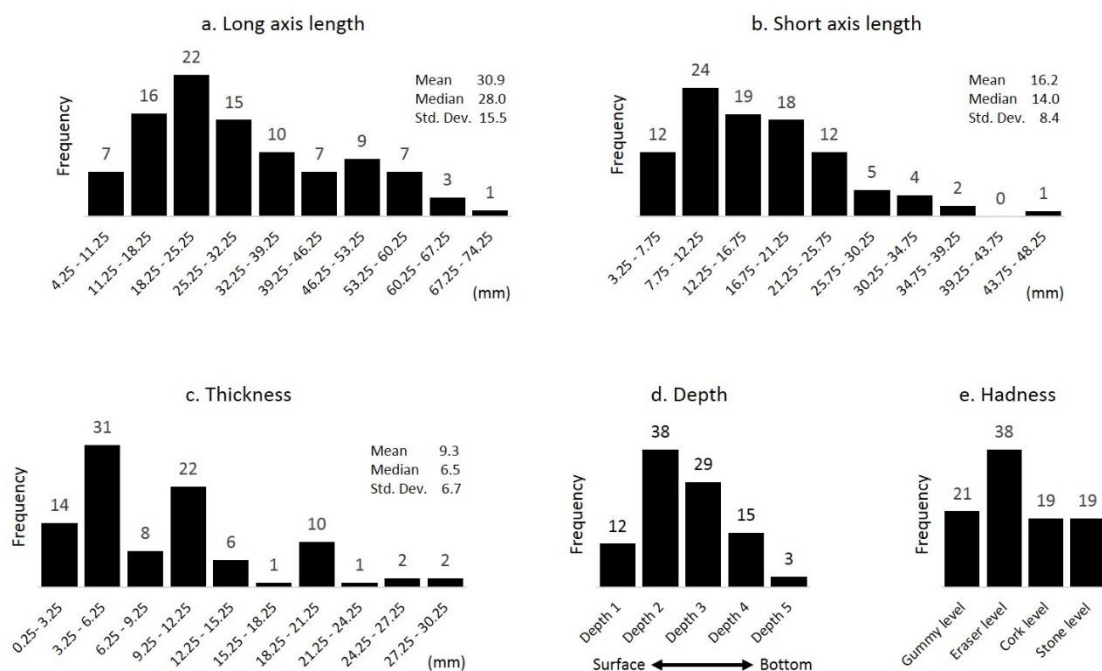 a. Long axis length
Frequency
7
16
22
15
10
7
9
7
3
1
Mean 30.9
Median 28.0
Std. Dev. 15.5
4.25 - 11.25
11.25 - 18.25
18.25 - 25.25
25.25 - 32.25
32.25 - 39.25
39.25 - 46.25
46.25 - 53.25
53.25 - 60.25
60.25 - 67.25
67.25 - 74.25
(mm)
b. Short axis length
Frequency
12
24
19
18
12
5
4
2
0
1
Mean 16.2
Median 14.0
Std. Dev. 8.4
3.25 - 7.75
7.75 - 12.25
12.25 - 16.75
16.75 - 21.25
21.25 - 25.75
25.75 - 30.25
30.25 - 34.75
34.75 - 39.25
39.25 - 43.75
43.75 - 48.25
(mm)
c. Thickness
Frequency
14
31
8
22
6
1
10
1
2
2
Mean 9.3
Median 6.5
Std. Dev. 6.7
0.25 - 3.25
3.25 - 6.25
6.25 - 9.25
9.25 - 12.25
12.25 - 15.25
15.25 - 18.25
18.25 - 21.25
21.25 - 24.25
24.25 - 27.25
27.25 - 30.25
(mm)
d. Depth
Frequency
12
38
29
15
3
Depth 1
Depth 2
Depth 3
Depth 4
Depth 5
Surface
Bottom
e. Hadness
Frequency
21
38
19
19
Gummy level
Eraser level
Cork level
Stone level